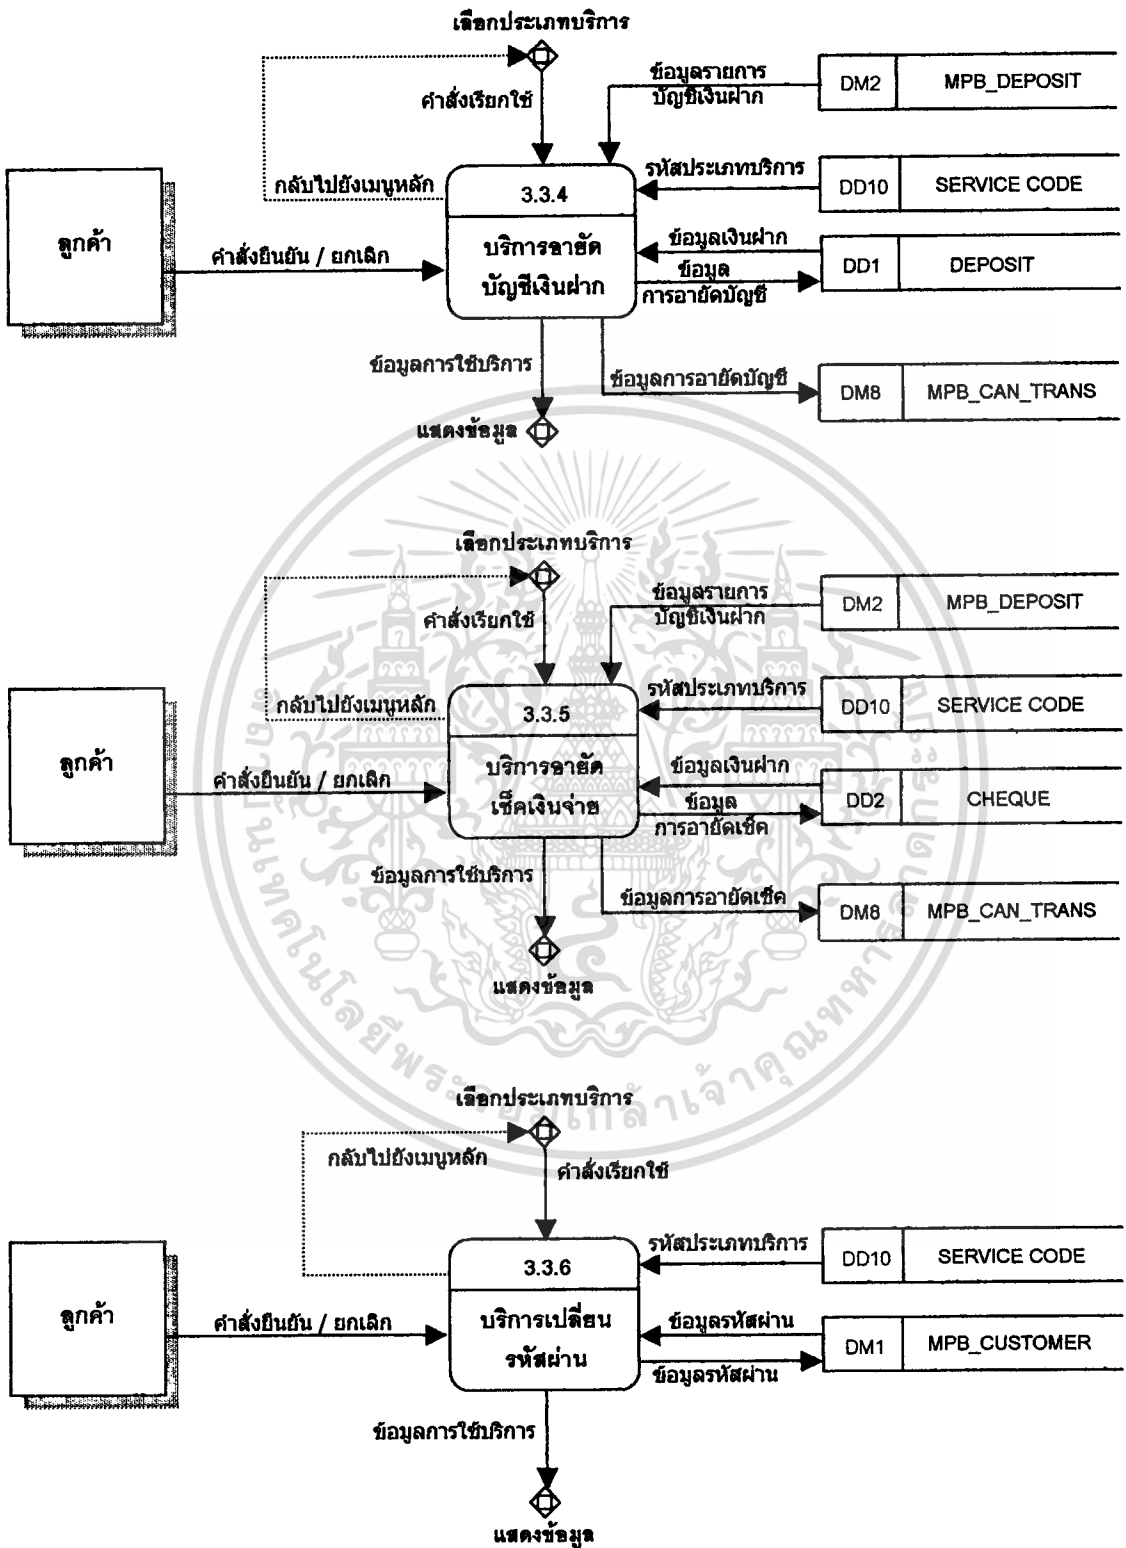 เลือกประเภทบริการ
คำสั่งเรียกใช้
ข้อมูลรายการ
บัญชีเงินฝาก
DM2
MPB_DEPOSIT
กลับไปยังเมนูหลัก
3.3.4
รหัสประเภทบริการ
DD10
SERVICE CODE
ลูกค้า
คำสั่งยืนยัน / ยกเลิก
บริการอายัด
บัญชีเงินฝาก
ข้อมูลเงินฝาก
ข้อมูล
การอายัดบัญชี
DD1
DEPOSIT
ข้อมูลการใช้บริการ
ข้อมูลการอายัดบัญชี
DM8
MPB_CAN_TRANS
แสดงข้อมูล
เลือกประเภทบริการ
คำสั่งเรียกใช้
ข้อมูลรายการ
บัญชีเงินฝาก
DM2
MPB_DEPOSIT
กลับไปยังเมนูหลัก
3.3.5
รหัสประเภทบริการ
DD10
SERVICE CODE
ลูกค้า
คำสั่งยืนยัน / ยกเลิก
บริการอายัด
เช็คเงินจ่าย
ข้อมูลเงินฝาก
ข้อมูล
การอายัดเช็ค
DD2
CHEQUE
ข้อมูลการใช้บริการ
ข้อมูลการอายัดเช็ค
DM8
MPB_CAN_TRANS
แสดงข้อมูล
เลือกประเภทบริการ
กลับไปยังเมนูหลัก
คำสั่งเรียกใช้
3.3.6
รหัสประเภทบริการ
DD10
SERVICE CODE
ลูกค้า
คำสั่งยืนยัน / ยกเลิก
บริการเปลี่ยน
รหัสผ่าน
ข้อมูลรหัสผ่าน
ข้อมูลรหัสผ่าน
DM1
MPB_CUSTOMER
ข้อมูลการใช้บริการ
แสดงข้อมูล